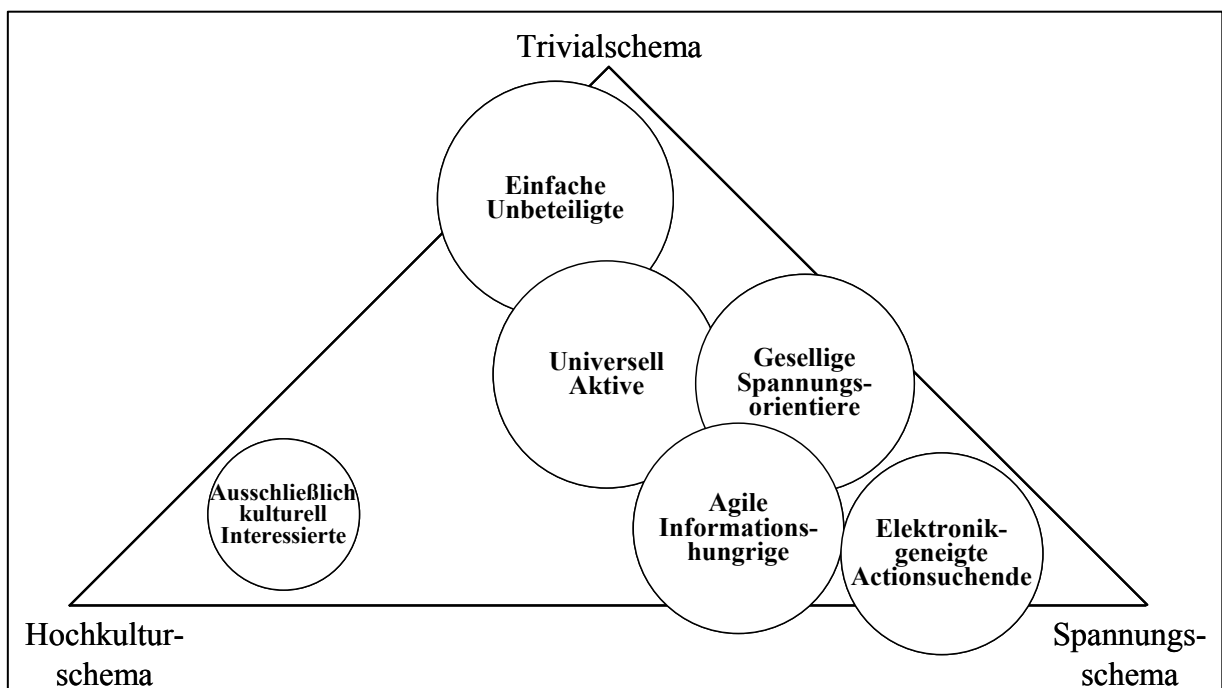 Trivialschema
Einfache
Unbeteiligte
Universell
Aktive
Gesellige
Spannungs-
orientiere
Ausschließlich
kulturell
Interessierte
Agile
Informations-
hungrige
Elektronik-
geneigte
Actionsuchende
Hochkultur-
schema
Spannungs-
schema